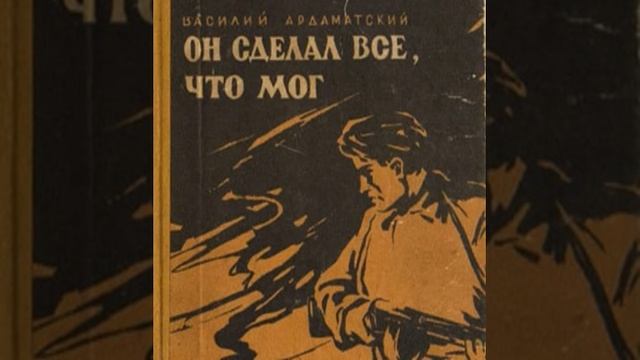 ВАСИЛИЙ АРДАМАТСКИЙ
ОН СДЕЛАЛ ВСЕ,
ЧТО МОГ